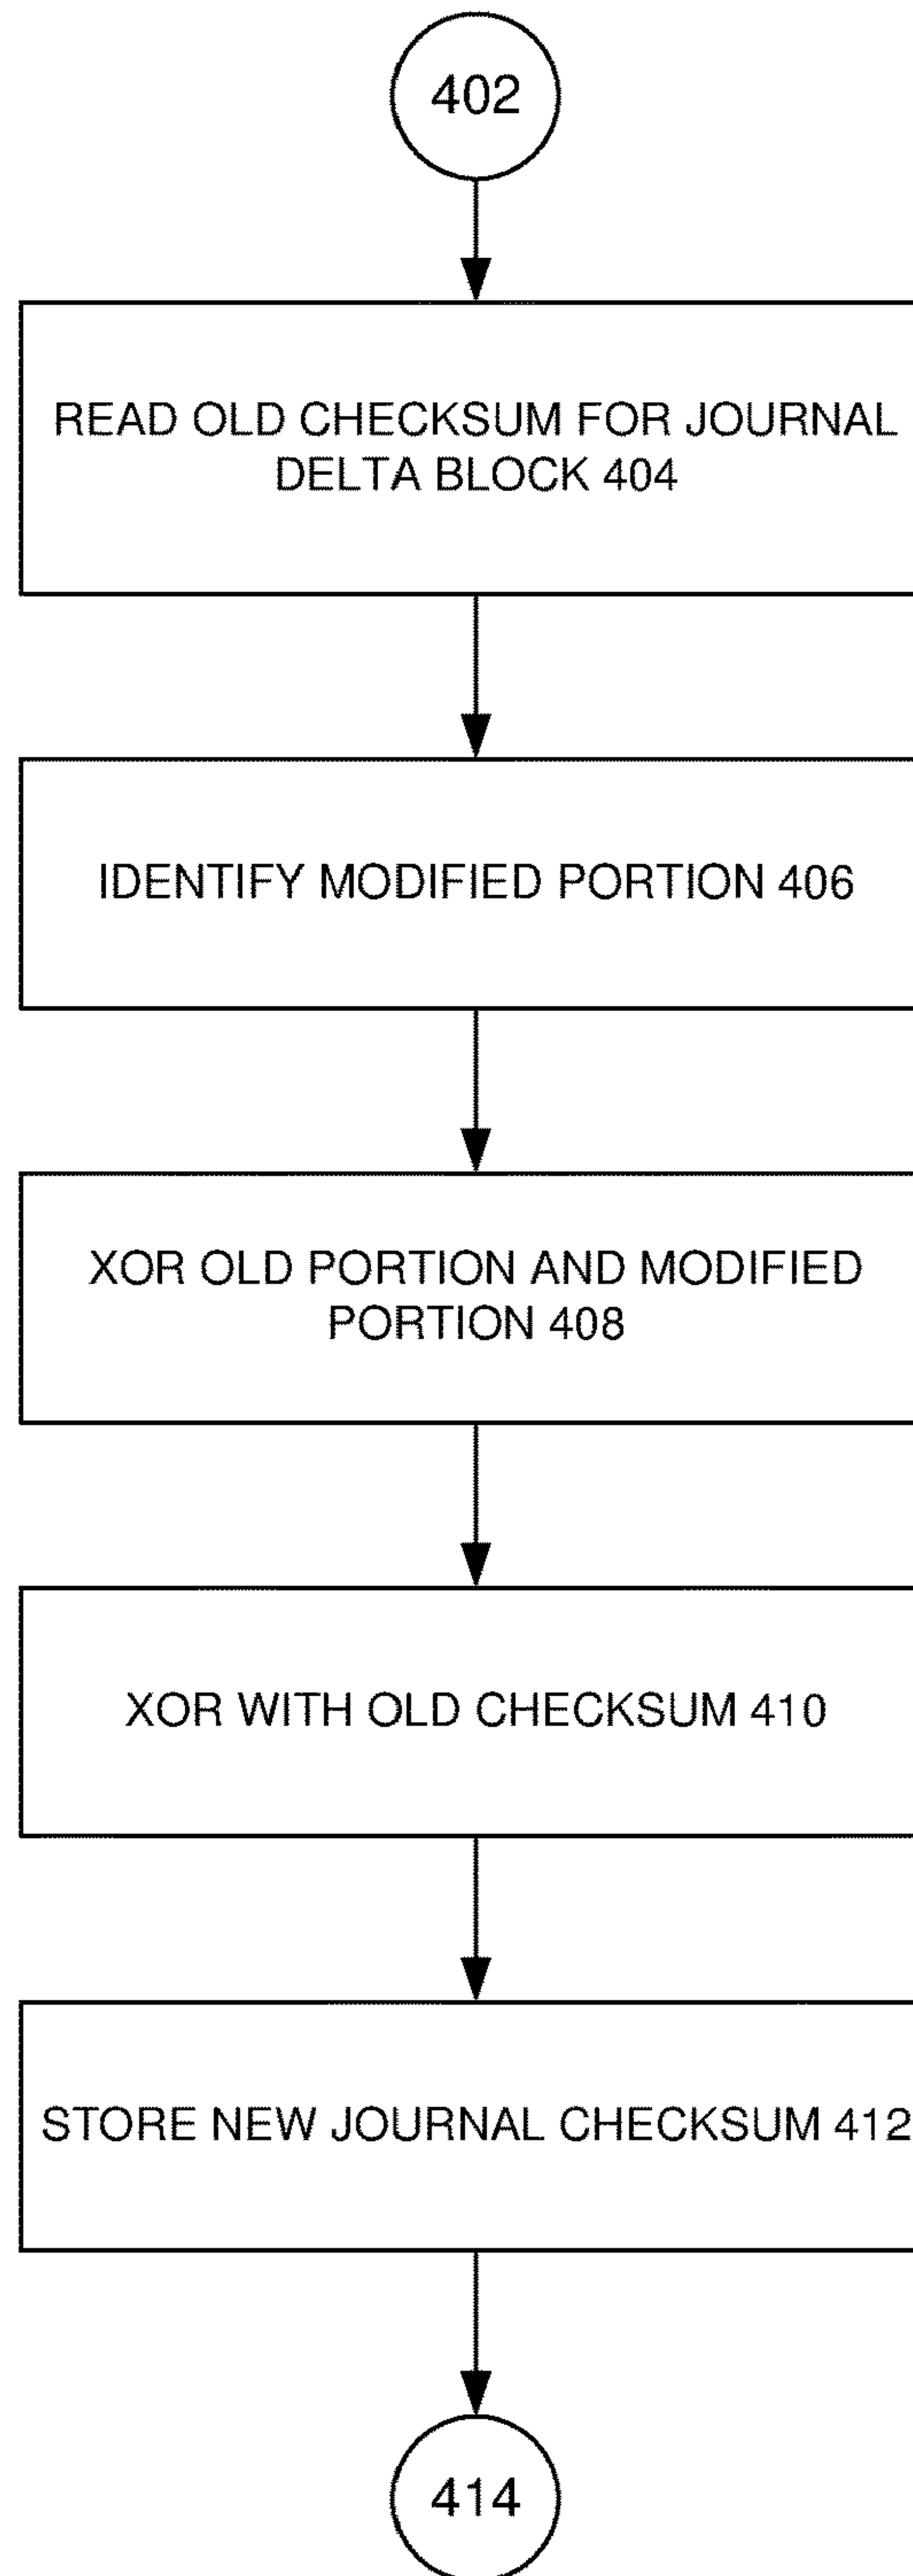 402
READ OLD CHECKSUM FOR JOURNAL
DELTA BLOCK 404
IDENTIFY MODIFIED PORTION 406
XOR OLD PORTION AND MODIFIED
PORTION 408
XOR WITH OLD CHECKSUM 410
STORE NEW JOURNAL CHECKSUM 412
414